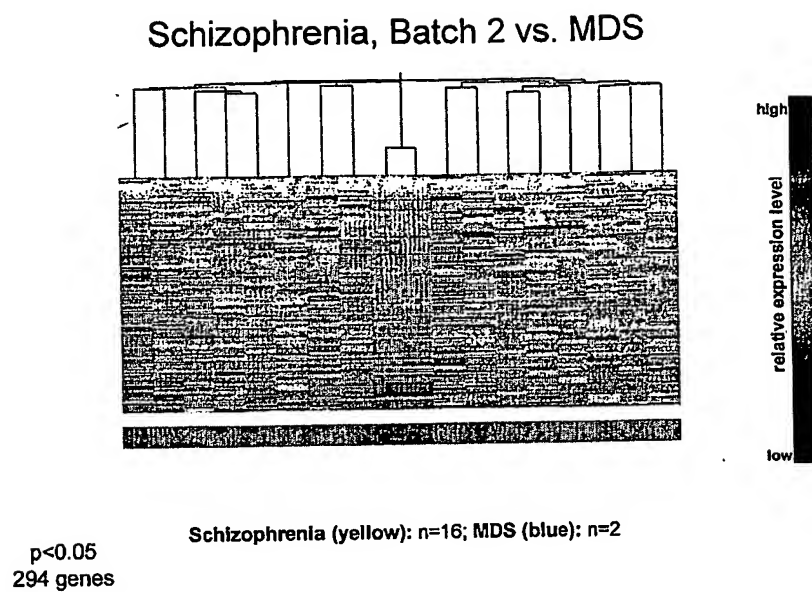 Schizophrenia, Batch 2 vs. MDS
high
relative expression level
low
Schizophrenia (yellow): n=16; MDS (blue): n=2
p<0.05
294 genes